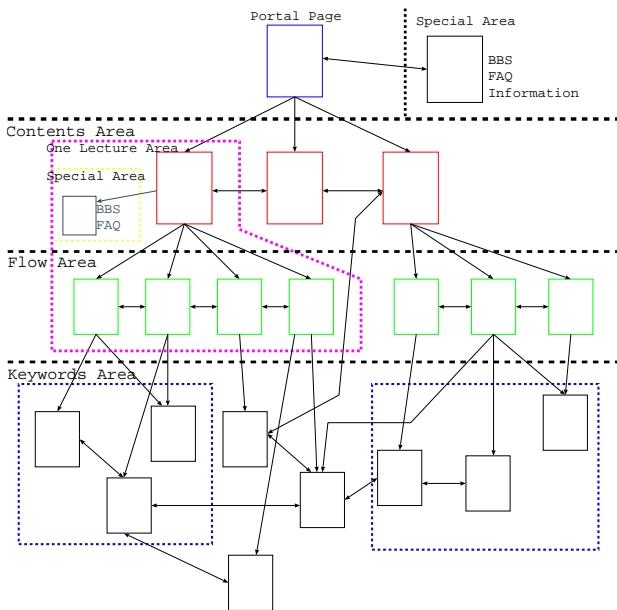 Portal Page
Special Area
BBS
FAQ
Information
Contents Area
One Lecture Area
Special Area
BBS
FAQ
Flow Area
Keywords Area